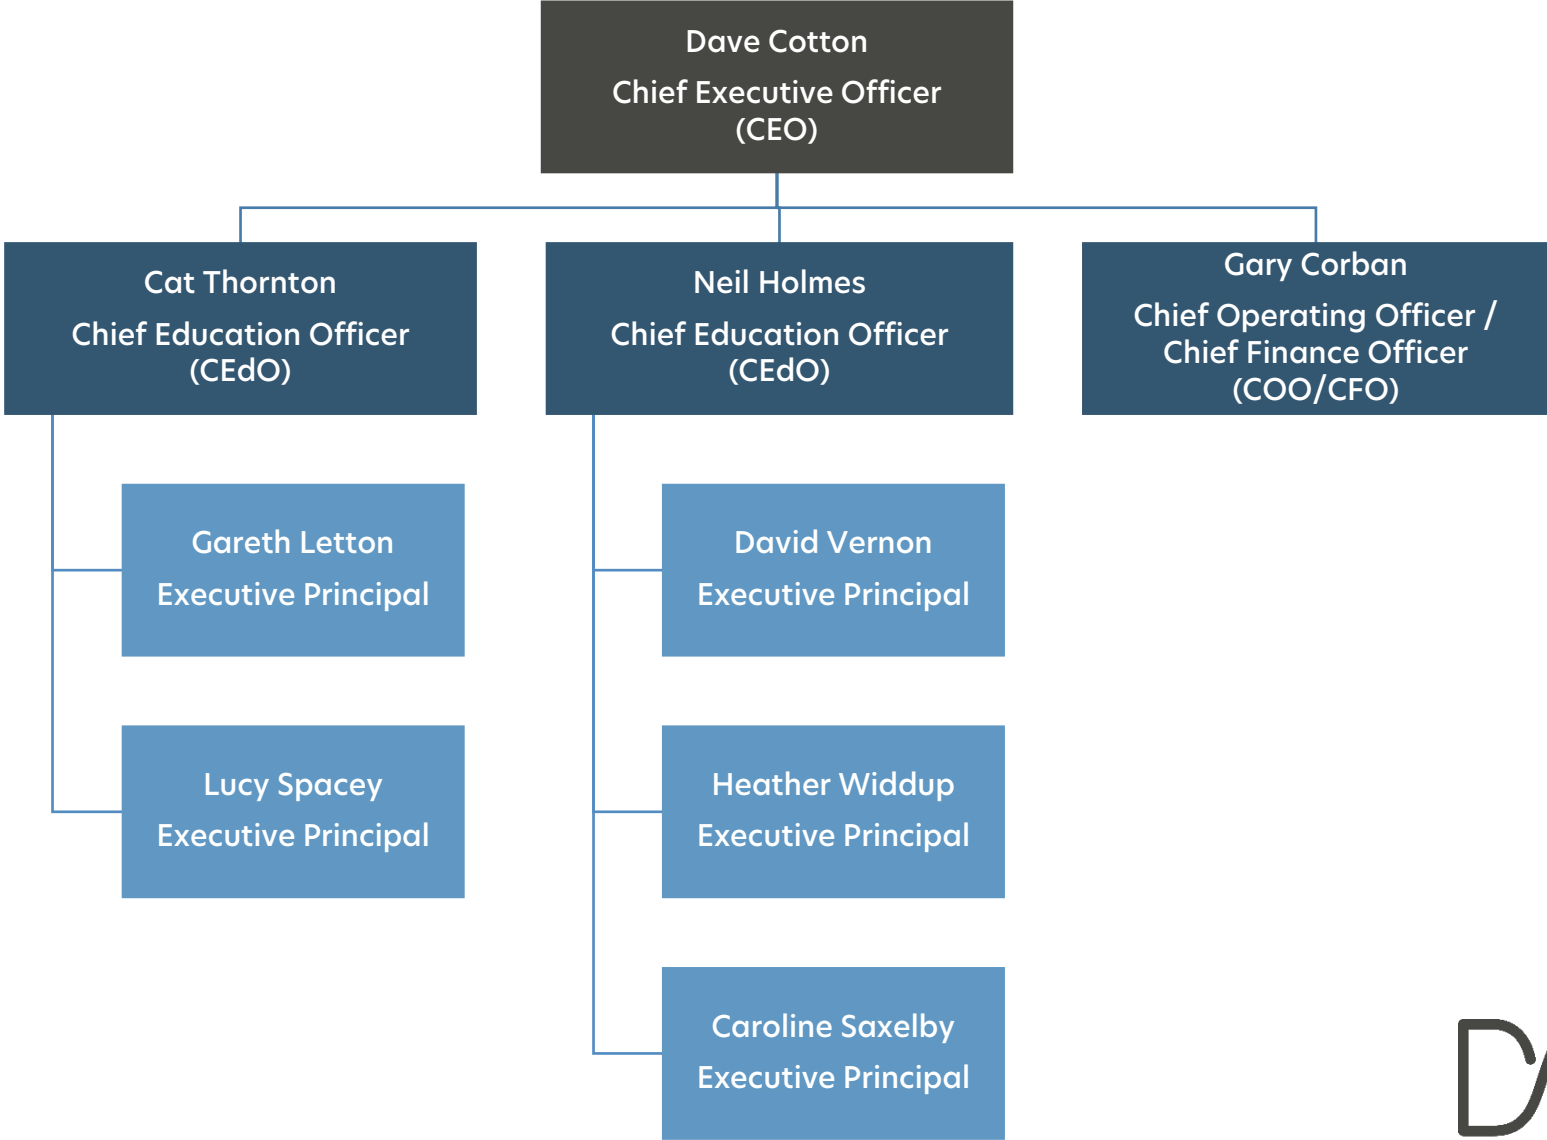 Dave Cotton
Chief Executive Officer
(CEO)
Cat Thornton
Chief Education Officer
(CEdO)
Neil Holmes
Chief Education Officer
(CEdO)
Gary Corban
Chief Operating Officer /
Chief Finance Officer
(COO/CFO)
Gareth Letton
Executive Principal
David Vernon
Executive Principal
Lucy Spacey
Executive Principal
Heather Widdup
Executive Principal
Caroline Saxelby
Executive Principal